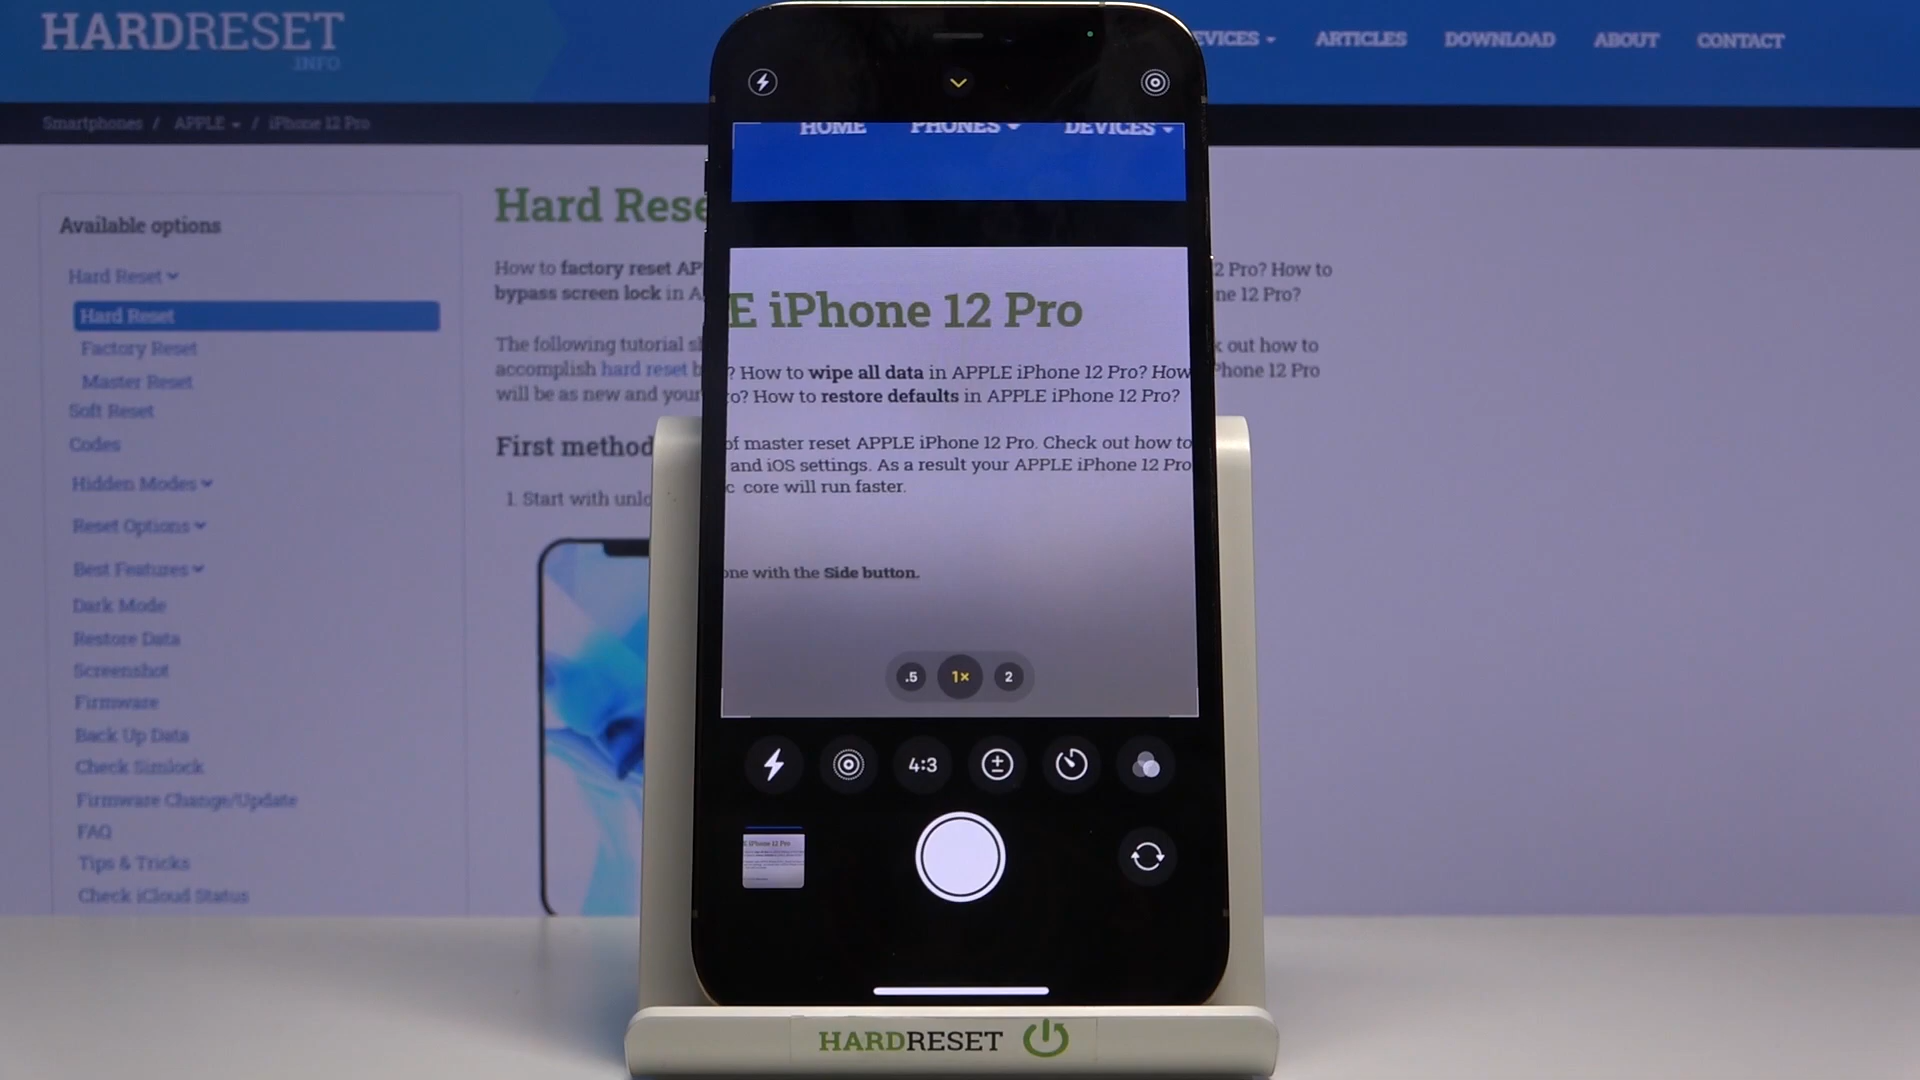 HARDRESET
.INFO
EVICES
ARTICLES
DOWNLOAD
ABOUT
CONTACT
Smartphones / APPLE / iPhone 12 Pro
Available options
Hard Reset
Hard Reset
Factory Reset
Master Reset
Soft Reset
Codes
Hidden Modes
Reset Options
Best Features
Dark Mode
Restore Data
Screenshot
Firmware
Back Up Data
Check Simlock
Firmware Change/Update
FAQ
Tips & Tricks
Check iCloud Status
Hard Rese
How to factory reset AP
bypass screen lock in A
The following tutorial s
accomplish hard reset b
will be as new and your
First method
1. Start with unlo
2 Pro? How to
ne 12 Pro?
k out how to
Phone 12 Pro
HOME
PHONES
DEVICES
E iPhone 12 Pro
? How to wipe all data in APPLE iPhone 12 Pro? How
o? How to restore defaults in APPLE iPhone 12 Pro?
of master reset APPLE iPhone 12 Pro. Check out how to
and iOS settings. As a result your APPLE iPhone 12 Pro
c core will run faster.
one with the Side button.
.5
1×
2
4:3
E iPhone 12 Pro
HARDRESET